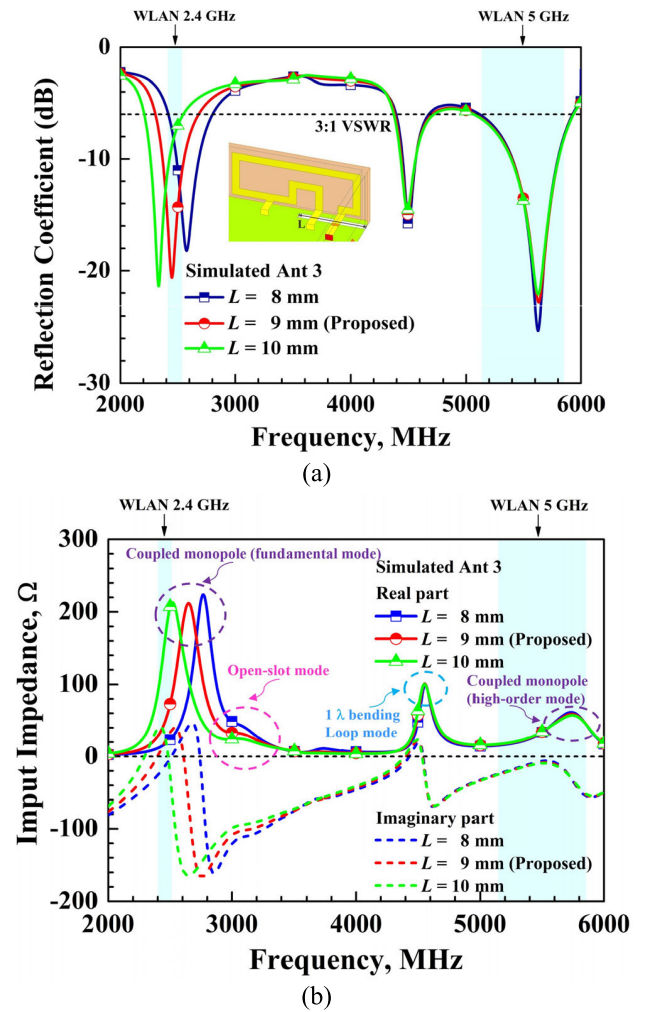 WLAN 2.4 GHz
WLAN 5 GHz
0
-10
-20
-30
Reflection Coefficient (dB)
3:1 VSWR
L
Simulated Ant 3
L = 8 mm
L = 9 mm (Proposed)
L = 10 mm
2000
3000
4000
5000
6000
Frequency, MHz
(a)
WLAN 2.4 GHz
WLAN 5 GHz
300
200
100
0
-100
-200
Imput Impedance, Ω
Coupled monopole (fundamental mode)
Open-slot mode
1 λ bending
Loop mode
Simulated Ant 3
Real part
L = 8 mm
L = 9 mm (Proposed)
L = 10 mm
Coupled monopole
(high-order mode)
Imaginary part
L = 8 mm
L = 9 mm (Proposed)
L = 10 mm
2000
3000
4000
5000
6000
Frequency, MHz
(b)